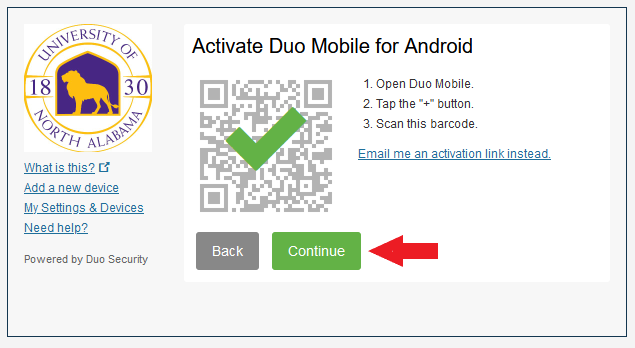 UNIVERSITY OF
18 30
NORTH ALABAMA
What is this?
Add a new device
My Settings & Devices
Need help?
Powered by Duo Security
Activate Duo Mobile for Android
1. Open Duo Mobile.
2. Tap the "+" button.
3. Scan this barcode.
Email me an activation link instead.
Back
Continue